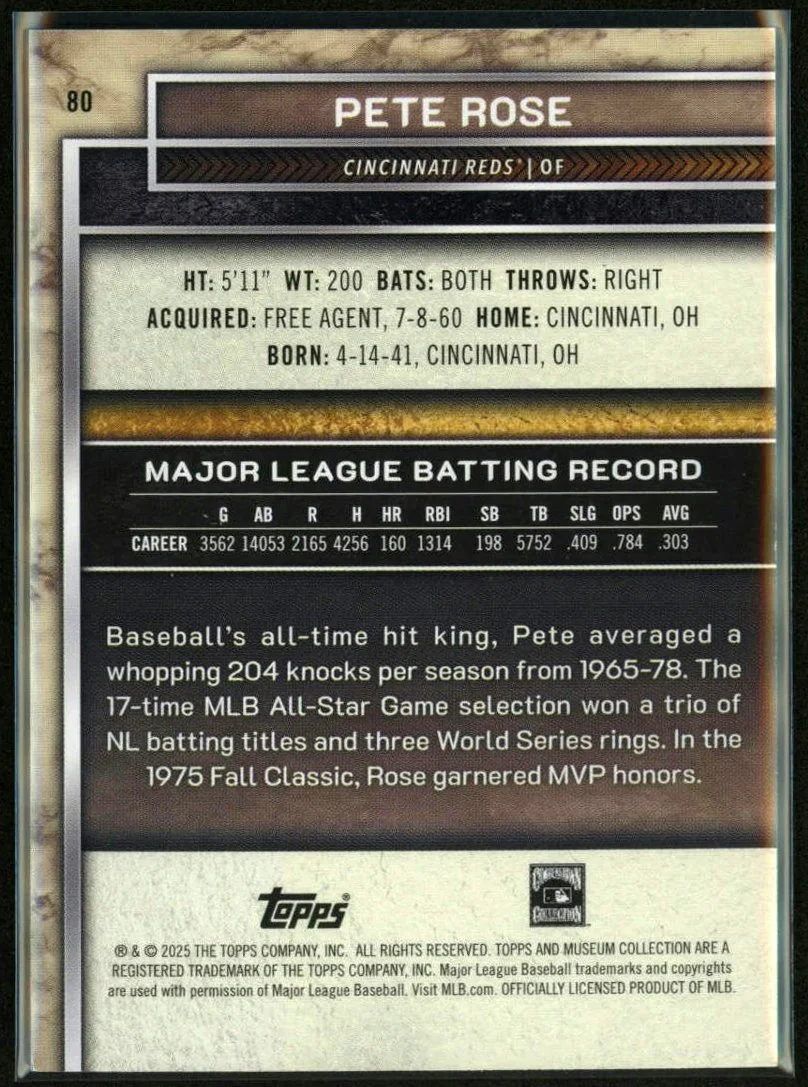 80
PETE ROSE
CINCINNATI REDS® | OF
HT: 5'11" WT: 200 BATS: BOTH THROWS: RIGHT
ACQUIRED: FREE AGENT, 7-8-60 HOME: CINCINNATI, OH
BORN: 4-14-41, CINCINNATI, OH
MAJOR LEAGUE BATTING RECORD
G AB R H HR RBI SB TB SLG OPS AVG
CAREER 3562 14053 2165 4256 160 1314 198 5752 .409 .784 .303
Baseball's all-time hit king, Pete averaged a
whopping 204 knocks per season from 1965-78. The
17-time MLB All-Star Game selection won a trio of
NL batting titles and three World Series rings. In the
1975 Fall Classic, Rose garnered MVP honors.
topps®
COOPERSTOWN
COLLECTION
® & © 2025 THE TOPPS COMPANY, INC. ALL RIGHTS RESERVED. TOPPS AND MUSEUM COLLECTION ARE A
REGISTERED TRADEMARK OF THE TOPPS COMPANY, INC. Major League Baseball trademarks and copyrights
are used with permission of Major League Baseball. Visit MLB.com. OFFICIALLY LICENSED PRODUCT OF MLB.